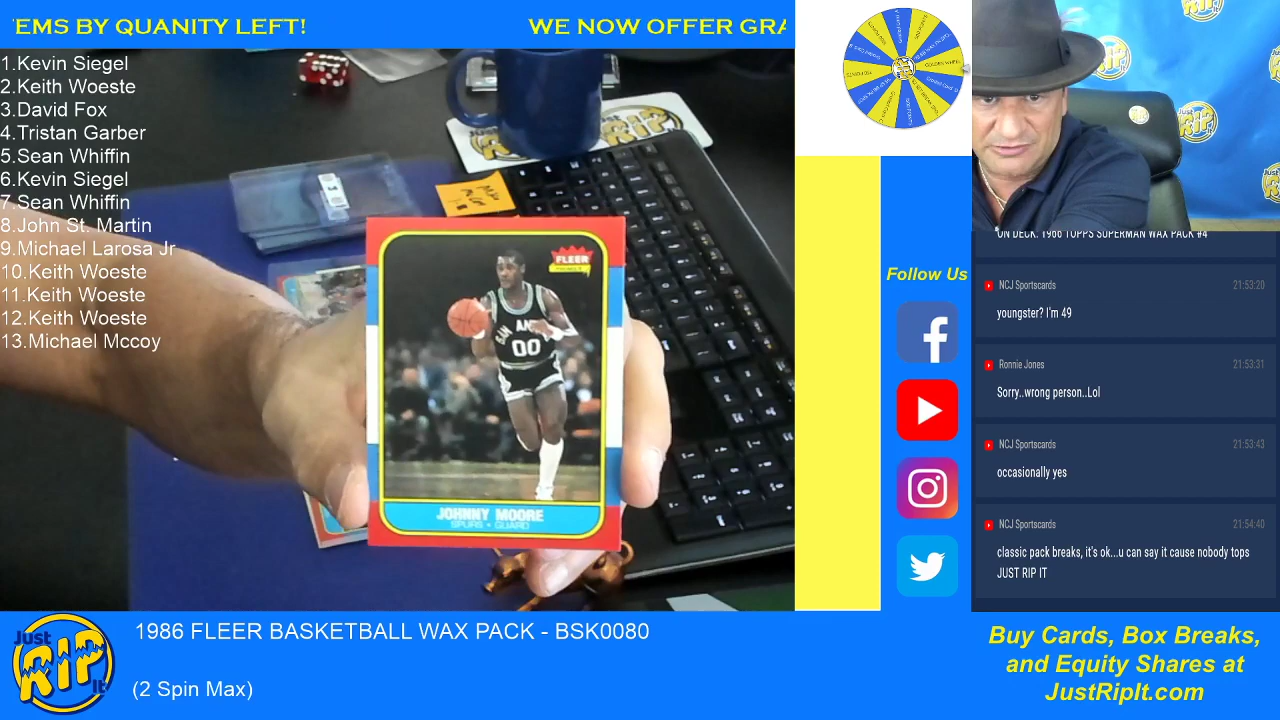 'EMS BY QUANITY LEFT!
WE NOW OFFER GRA
1.Kevin Siegel
2.Keith Woeste
3.David Fox
4.Tristan Garber
5.Sean Whiffin
6.Kevin Siegel
7.Sean Whiffin
8.John St. Martin
9.Michael Larosa Jr
10.Keith Woeste
11.Keith Woeste
12.Keith Woeste
13.Michael Mccoy
FLEER
PREMIER
SAN AN
00
JOHNNY MOORE
SPURS • GUARD
Follow Us
ON DECK: 1966 TOPPS SUPERMAN WAX PACK #4
NCJ Sportscards 21:53:20
youngster? I'm 49
Ronnie Jones 21:53:31
Sorry..wrong person..Lol
NCJ Sportscards 21:53:43
occasionally yes
NCJ Sportscards 21:54:40
classic pack breaks, it's ok...u can say it cause nobody tops
JUST RIP IT
Just
RIP
It
1986 FLEER BASKETBALL WAX PACK - BSK0080
(2 Spin Max)
Buy Cards, Box Breaks,
and Equity Shares at
JustRipIt.com